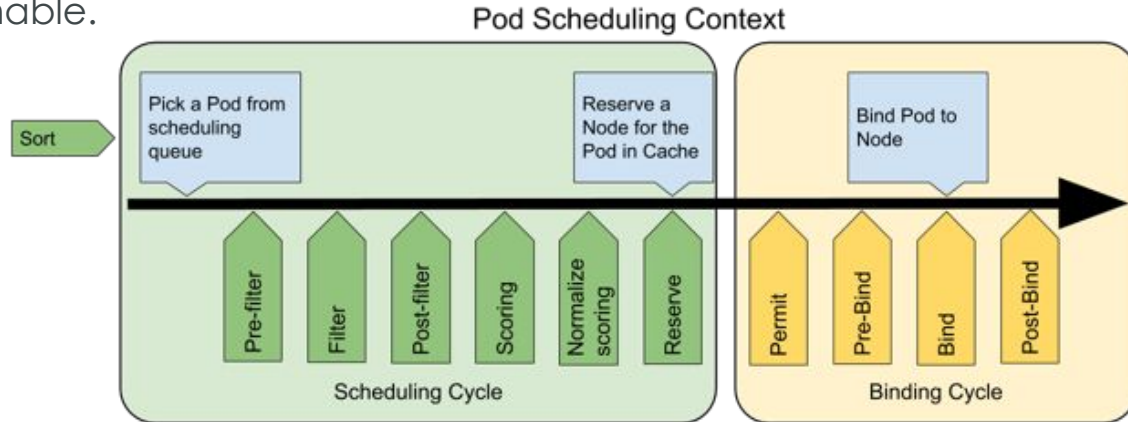 nable.
Pod Scheduling Context
Sort
Pick a Pod from
scheduling
queue
Reserve a
Node for the
Pod in Cache
Bind Pod to
Node
Pre-filter
Filter
Post-filter
Scoring
Normalize
scoring
Reserve
Permit
Pre-Bind
Bind
Post-Bind
Scheduling Cycle
Binding Cycle